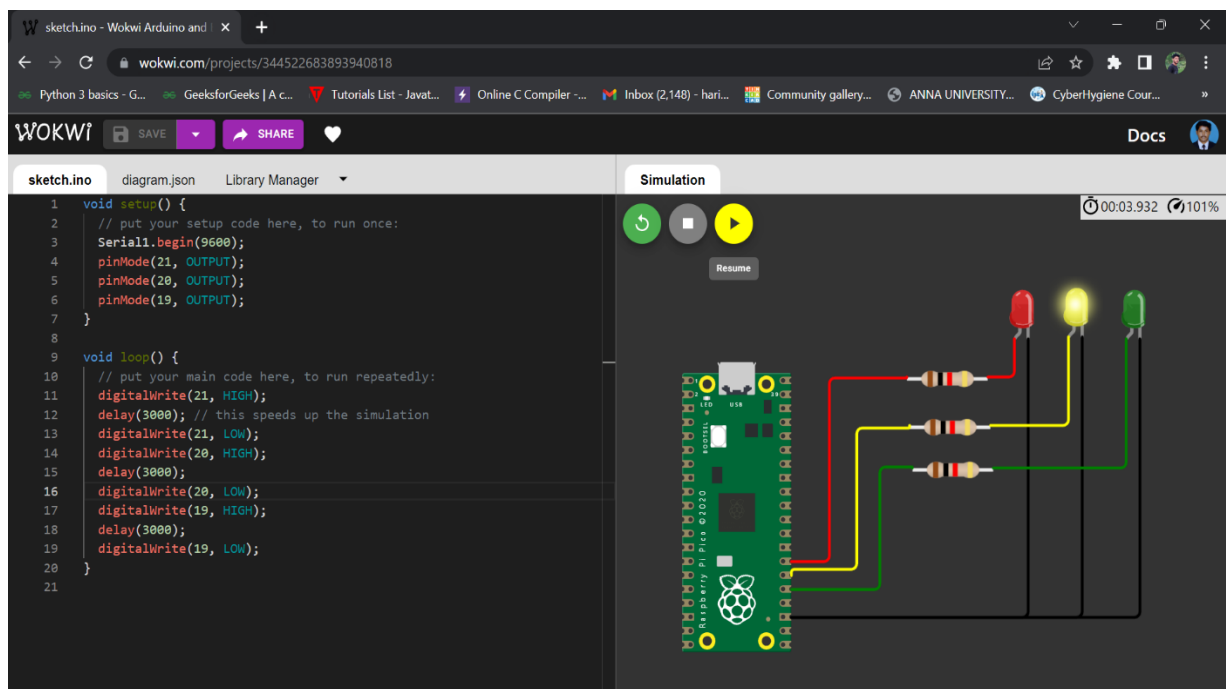 sketch.ino - Wokwi Arduino and
wokwi.com/projects/344522683893940818
Python 3 basics - G... GeeksforGeeks | A c... Tutorials List - Javat... Online C Compiler -... Inbox (2,148) - hari... Community gallery... ANNA UNIVERSITY... CyberHygiene Cour... »
WOKWi SAVE SHARE Docs
sketch.ino diagram.json Library Manager Simulation
00:03.932 101%
1 void setup() {
2 // put your setup code here, to run once:
3 Serial1.begin(9600);
4 pinMode(21, OUTPUT);
5 pinMode(20, OUTPUT);
6 pinMode(19, OUTPUT);
7 }
8
9 void loop() {
10 // put your main code here, to run repeatedly:
11 digitalWrite(21, HIGH);
12 delay(3000); // this speeds up the simulation
13 digitalWrite(21, LOW);
14 digitalWrite(20, HIGH);
15 delay(3000);
16 digitalWrite(20, LOW);
17 digitalWrite(19, HIGH);
18 delay(3000);
19 digitalWrite(19, LOW);
20 }
21
Resume
1
2
39
LED USB
BOOTSEL
Raspberry Pi Pico ©2020